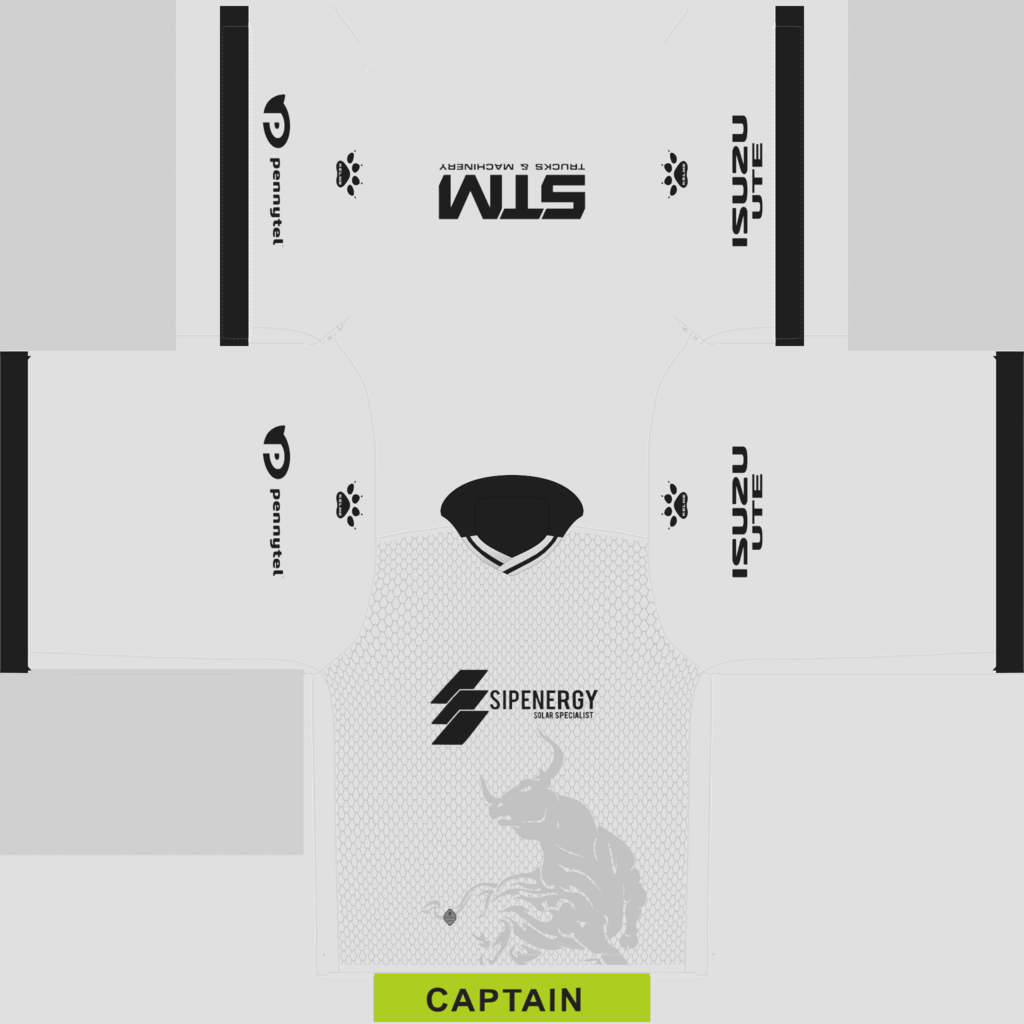 pennytel
TRUCKS & MACHINERY
STM
ISUZU
UTE
pennytel
ISUZU
UTE
SIPENERGY
SOLAR SPECIALIST
CAPTAIN